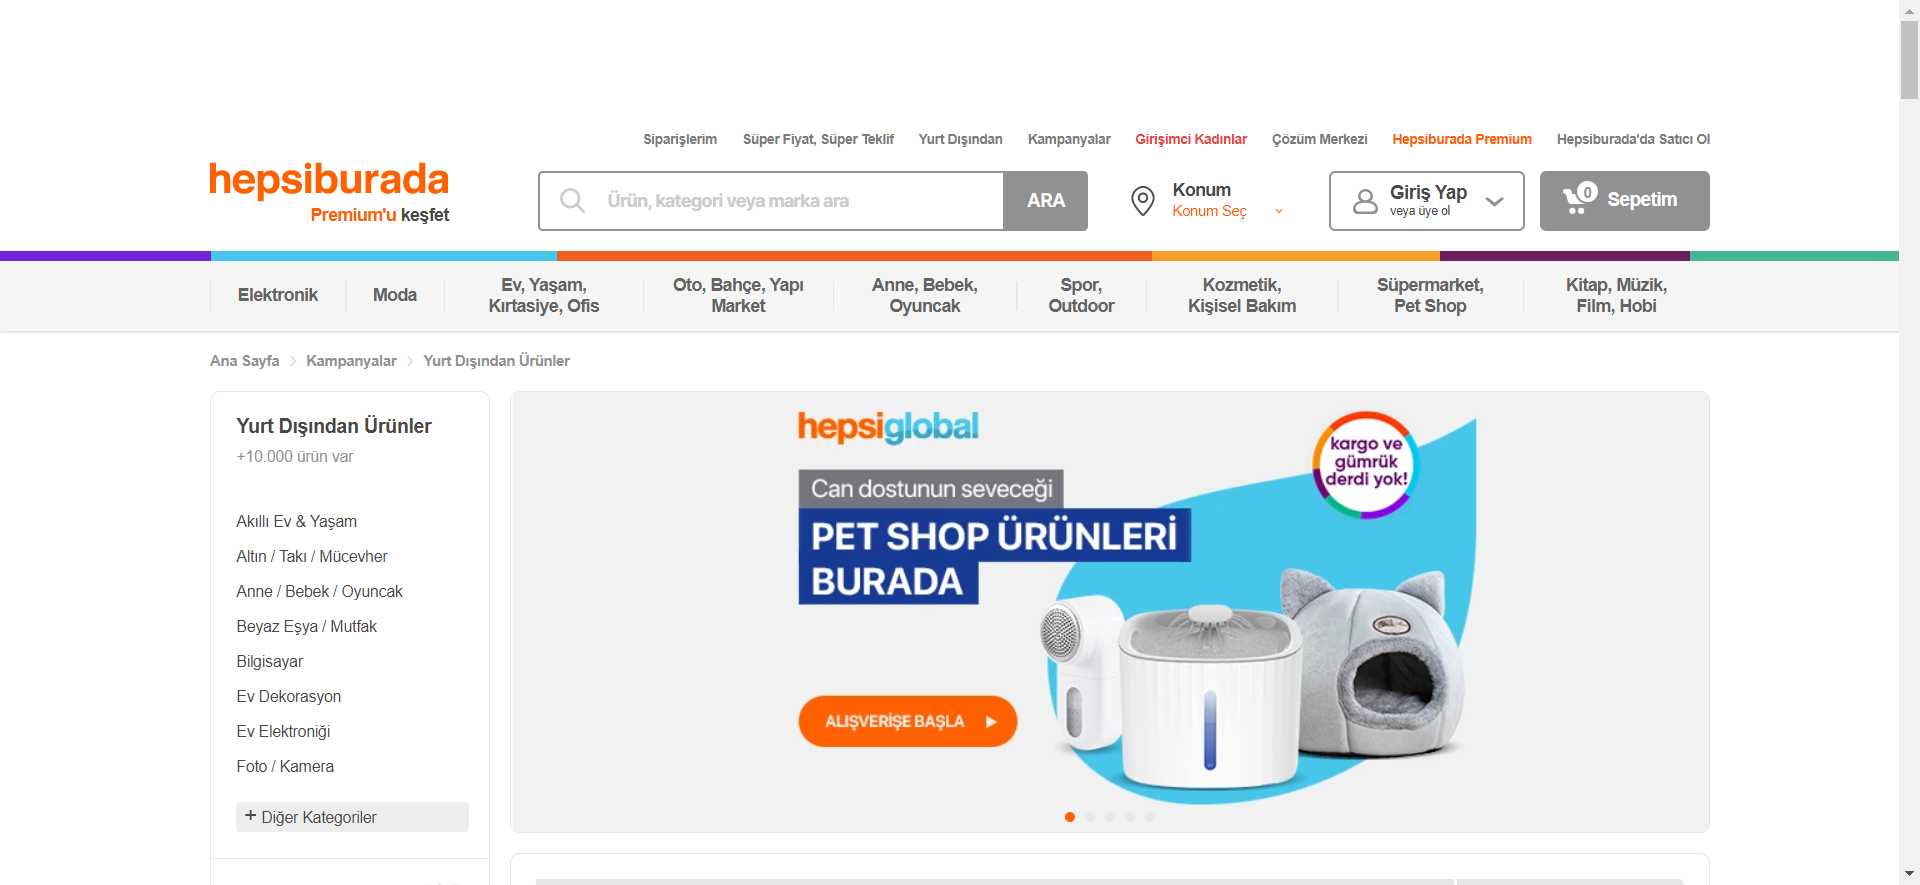 Siparişlerim
Süper Fiyat, Süper Teklif
Yurt Dışından
Kampanyalar
Girişimci Kadınlar
Çözüm Merkezi
Hepsiburada Premium
Hepsiburada'da Satıcı Ol
hepsiburada
Premium'u keşfet
Ürün, kategori veya marka ara
ARA
Konum
Konum Seç
Giriş Yap
veya üye ol
0
Sepetim
Elektronik
Moda
Ev, Yaşam,
Kırtasiye, Ofis
Oto, Bahçe, Yapı
Market
Anne, Bebek,
Oyuncak
Spor,
Outdoor
Kozmetik,
Kişisel Bakım
Süpermarket,
Pet Shop
Kitap, Müzik,
Film, Hobi
Ana Sayfa
Kampanyalar
Yurt Dışından Ürünler
Yurt Dışından Ürünler
+10.000 ürün var
Akıllı Ev & Yaşam
Altın / Takı / Mücevher
Anne / Bebek / Oyuncak
Beyaz Eşya / Mutfak
Bilgisayar
Ev Dekorasyon
Ev Elektroniği
Foto / Kamera
+ Diğer Kategoriler
hepsiglobal
Can dostunun seveceği
PET SHOP ÜRÜNLERİ
BURADA
ALIŞVERİŞE BAŞLA
kargo ve
gümrük
derdi yok!